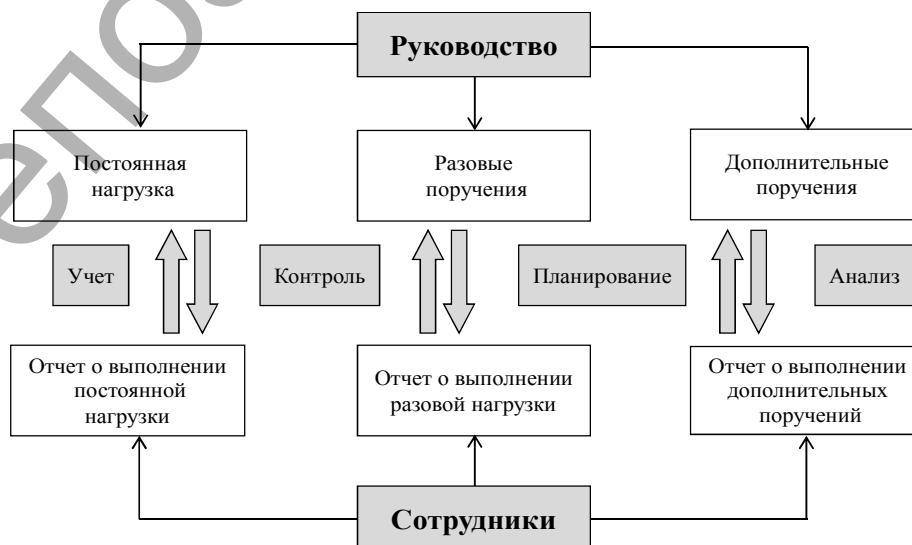 Руководство
Постоянная
нагрузка
Разовые
поручения
Дополнительные
поручения
Учет
Контроль
Планирование
Анализ
Отчет о выполнении
постоянной
нагрузки
Отчет о выполнении
разовой нагрузки
Отчет о выполнении
дополнительных
поручений
Сотрудники